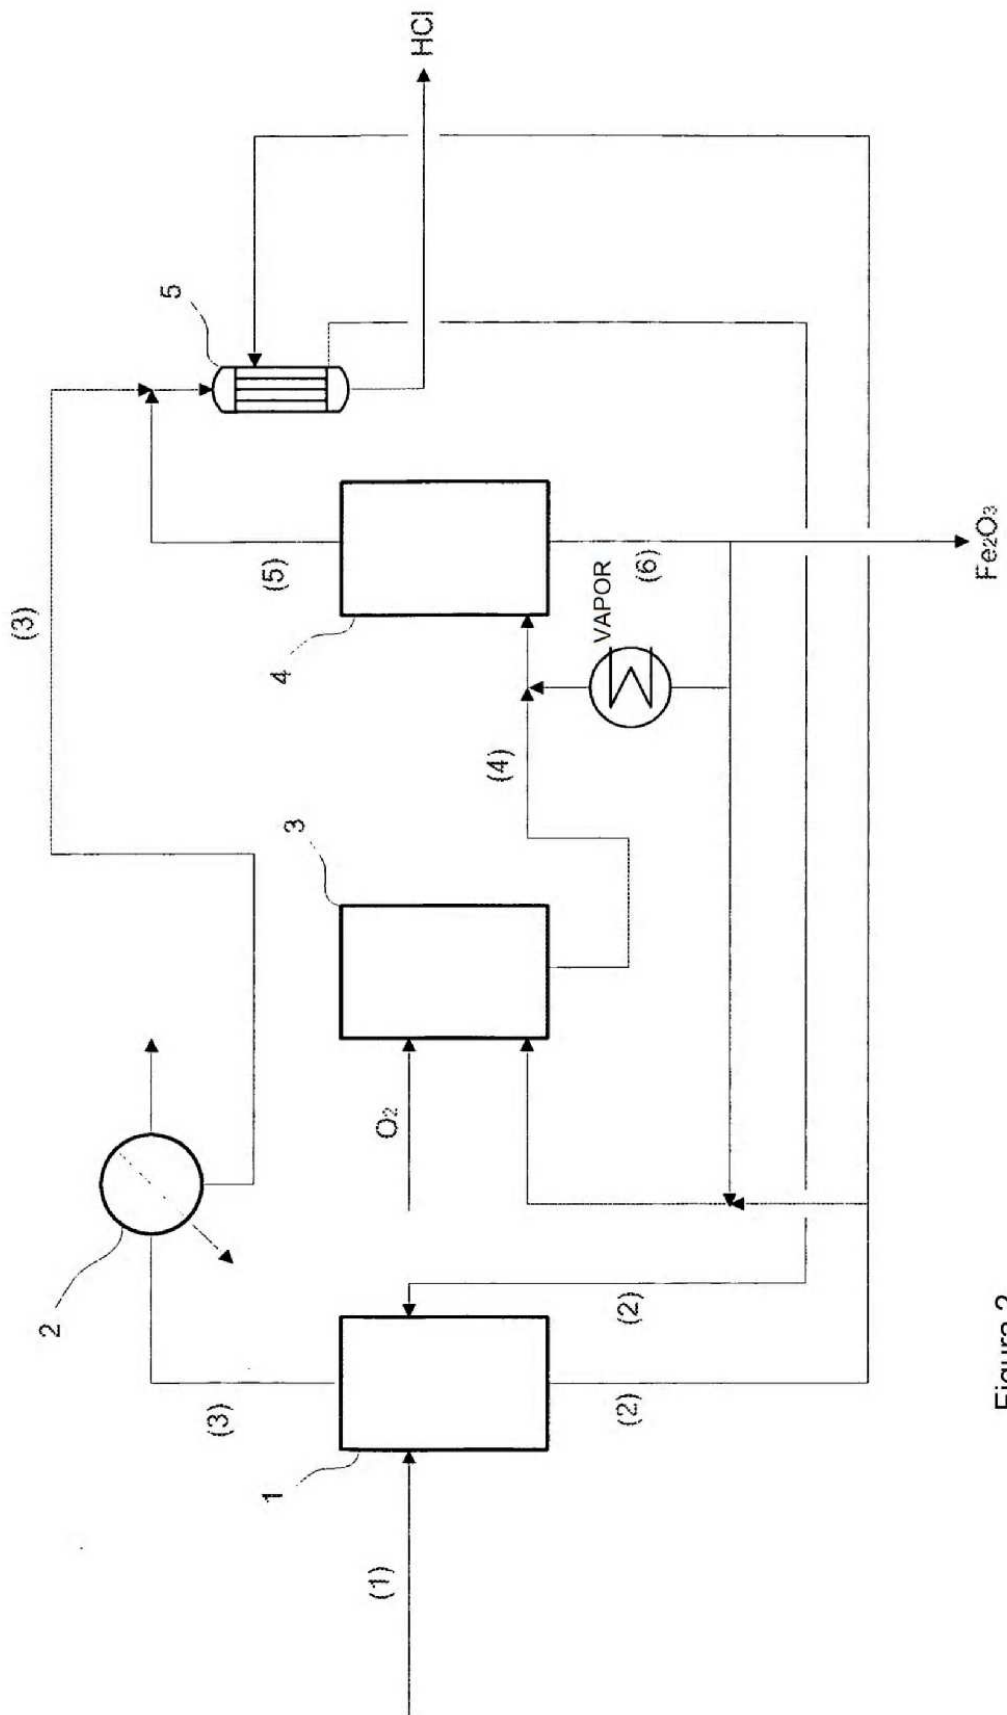 (1)
1
(3)
(2)
(2)
2
O₂
3
(3)
(4)
VAPOR
4
(5)
(6)
Fe₂O₃
5
HCl
Figure 2